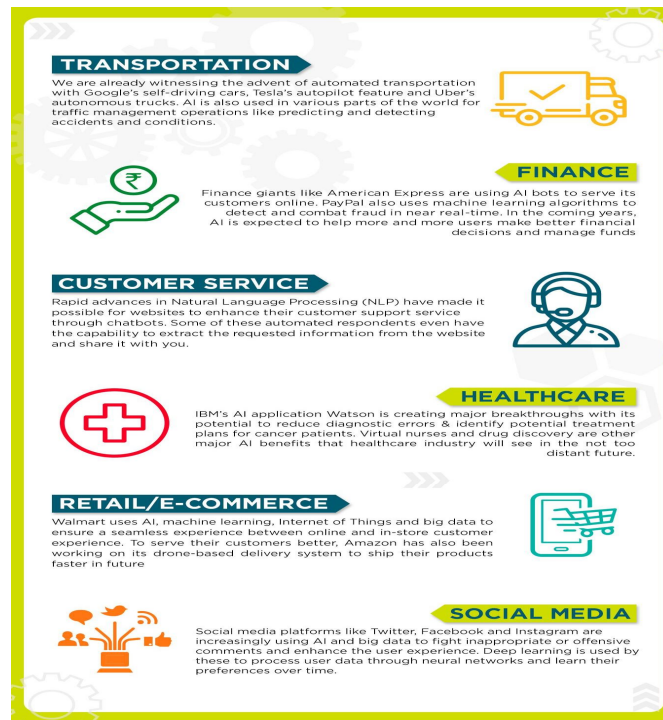 TRANSPORTATION
We are already witnessing the advent of automated transportation
with Google's self-driving cars, Tesla's autopilot feature and Uber's
autonomous trucks. AI is also used in various parts of the world for
traffic management operations like predicting and detecting
accidents and conditions.
₹
FINANCE
Finance giants like American Express are using AI bots to serve its
customers online. PayPal also uses machine learning algorithms to
detect and combat fraud in near real-time. In the coming years,
AI is expected to help more and more users make better financial
decisions and manage funds
CUSTOMER SERVICE
Rapid advances in Natural Language Processing (NLP) have made it
possible for websites to enhance their customer support service
through chatbots. Some of these automated respondents even have
the capability to extract the requested information from the website
and share it with you.
HEALTHCARE
IBM's AI application Watson is creating major breakthroughs with its
potential to reduce diagnostic errors & identify potential treatment
plans for cancer patients. Virtual nurses and drug discovery are other
major AI benefits that healthcare industry will see in the not too
distant future.
RETAIL/E-COMMERCE
Walmart uses AI, machine learning, Internet of Things and big data to
ensure a seamless experience between online and in-store customer
experience. To serve their customers better, Amazon has also been
working on its drone-based delivery system to ship their products
faster in future
SOCIAL MEDIA
Social media platforms like Twitter, Facebook and Instagram are
increasingly using AI and big data to fight inappropriate or offensive
comments and enhance the user experience. Deep learning is used by
these to process user data through neural networks and learn their
preferences over time.